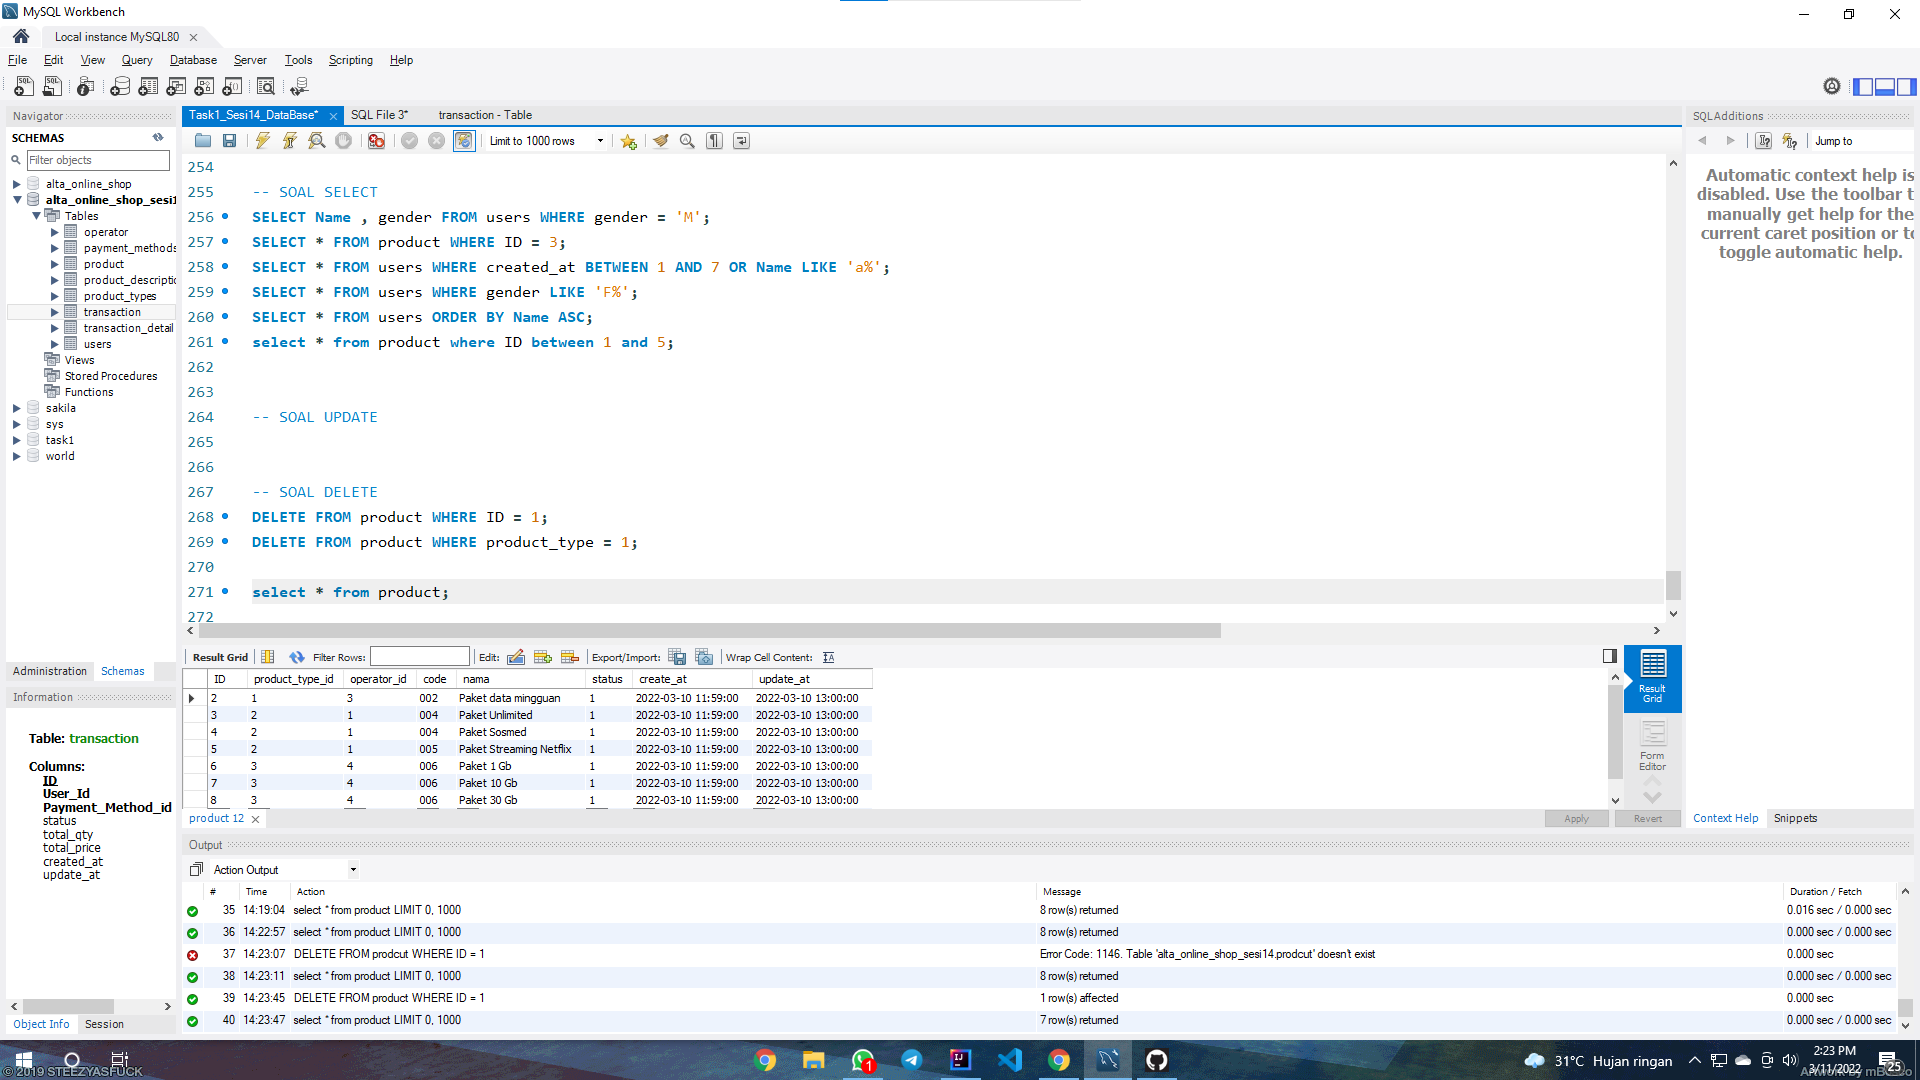 MySQL Workbench
Local instance MySQL80
File Edit View Query Database Server Tools Scripting Help
Navigator
SCHEMAS
Filter objects
alta_online_shop
alta_online_shop_sesi1
Tables
operator
payment_methods
product
product_descriptic
product_types
transaction
transaction_detail
users
Views
Stored Procedures
Functions
sakila
sys
task1
world
Administration Schemas
Information
Table: transaction
Columns:
ID
User_Id
Payment_Method_id
status
total_qty
total_price
created_at
update_at
Object Info Session
Task1_Sesi14_DataBase* SQL File 3* transaction - Table
Limit to 1000 rows
254
255 -- SOAL SELECT
256 SELECT Name , gender FROM users WHERE gender = 'M';
257 SELECT * FROM product WHERE ID = 3;
258 SELECT * FROM users WHERE created_at BETWEEN 1 AND 7 OR Name LIKE 'a%';
259 SELECT * FROM users WHERE gender LIKE 'F%';
260 SELECT * FROM users ORDER BY Name ASC;
261 select * from product where ID between 1 and 5;
262
263
264 -- SOAL UPDATE
265
266
267 -- SOAL DELETE
268 DELETE FROM product WHERE ID = 1;
269 DELETE FROM product WHERE product_type = 1;
270
271 select * from product;
272
Result Grid Filter Rows: Edit: Export/Import: Wrap Cell Content:
ID product_type_id operator_id code nama status create_at update_at
2 1 3 002 Paket data mingguan 1 2022-03-10 11:59:00 2022-03-10 13:00:00
3 2 1 004 Paket Unlimited 1 2022-03-10 11:59:00 2022-03-10 13:00:00
4 2 1 004 Paket Sosmed 1 2022-03-10 11:59:00 2022-03-10 13:00:00
5 2 1 005 Paket Streaming Netflix 1 2022-03-10 11:59:00 2022-03-10 13:00:00
6 3 4 006 Paket 1 Gb 1 2022-03-10 11:59:00 2022-03-10 13:00:00
7 3 4 006 Paket 10 Gb 1 2022-03-10 11:59:00 2022-03-10 13:00:00
8 3 4 006 Paket 30 Gb 1 2022-03-10 11:59:00 2022-03-10 13:00:00
Result Grid
Form Editor
product 12 Apply Revert
SQLAdditions
Jump to
Automatic context help is
disabled. Use the toolbar t
manually get help for the
current caret position or to
toggle automatic help.
Context Help Snippets
Output
Action Output
# Time Action Message Duration / Fetch
35 14:19:04 select * from product LIMIT 0, 1000 8 row(s) returned 0.016 sec / 0.000 sec
36 14:22:57 select * from product LIMIT 0, 1000 8 row(s) returned 0.000 sec / 0.000 sec
37 14:23:07 DELETE FROM prodcut WHERE ID = 1 Error Code: 1146. Table 'alta_online_shop_sesi14.prodcut' doesn't exist 0.000 sec
38 14:23:11 select * from product LIMIT 0, 1000 8 row(s) returned 0.000 sec / 0.000 sec
39 14:23:45 DELETE FROM product WHERE ID = 1 1 row(s) affected 0.000 sec
40 14:23:47 select * from product LIMIT 0, 1000 7 row(s) returned 0.000 sec / 0.000 sec
1
31°C Hujan ringan
2:23 PM
3/11/2022
25
© 2019 STEEZYASFUCK